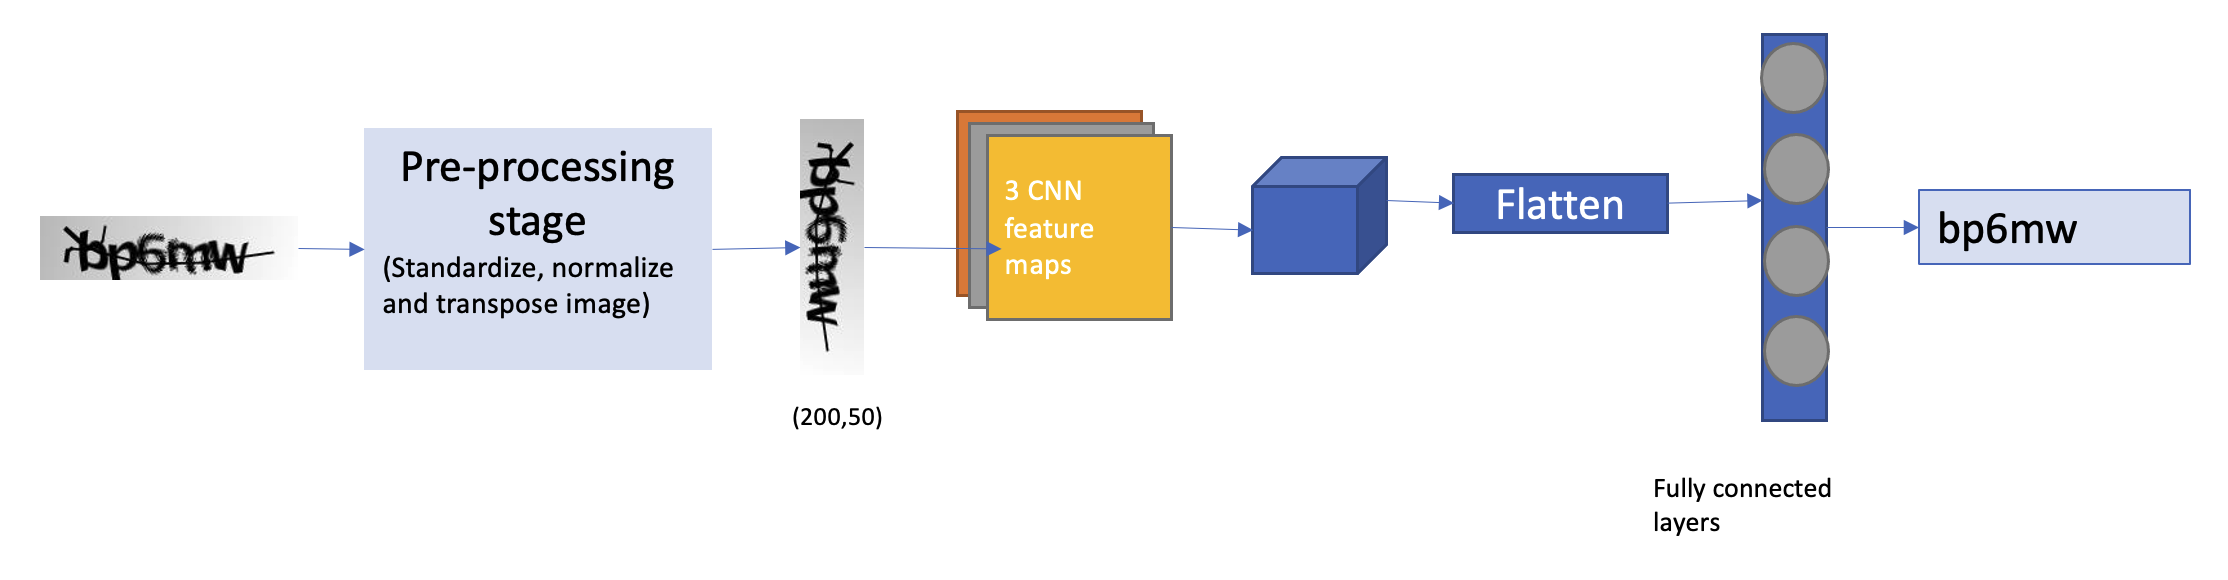 bp6mw
Pre-processing
stage
(Standardize, normalize
and transpose image)
bp6mw
(200,50)
3 CNN
feature
maps
Flatten
Fully connected
layers
bp6mw